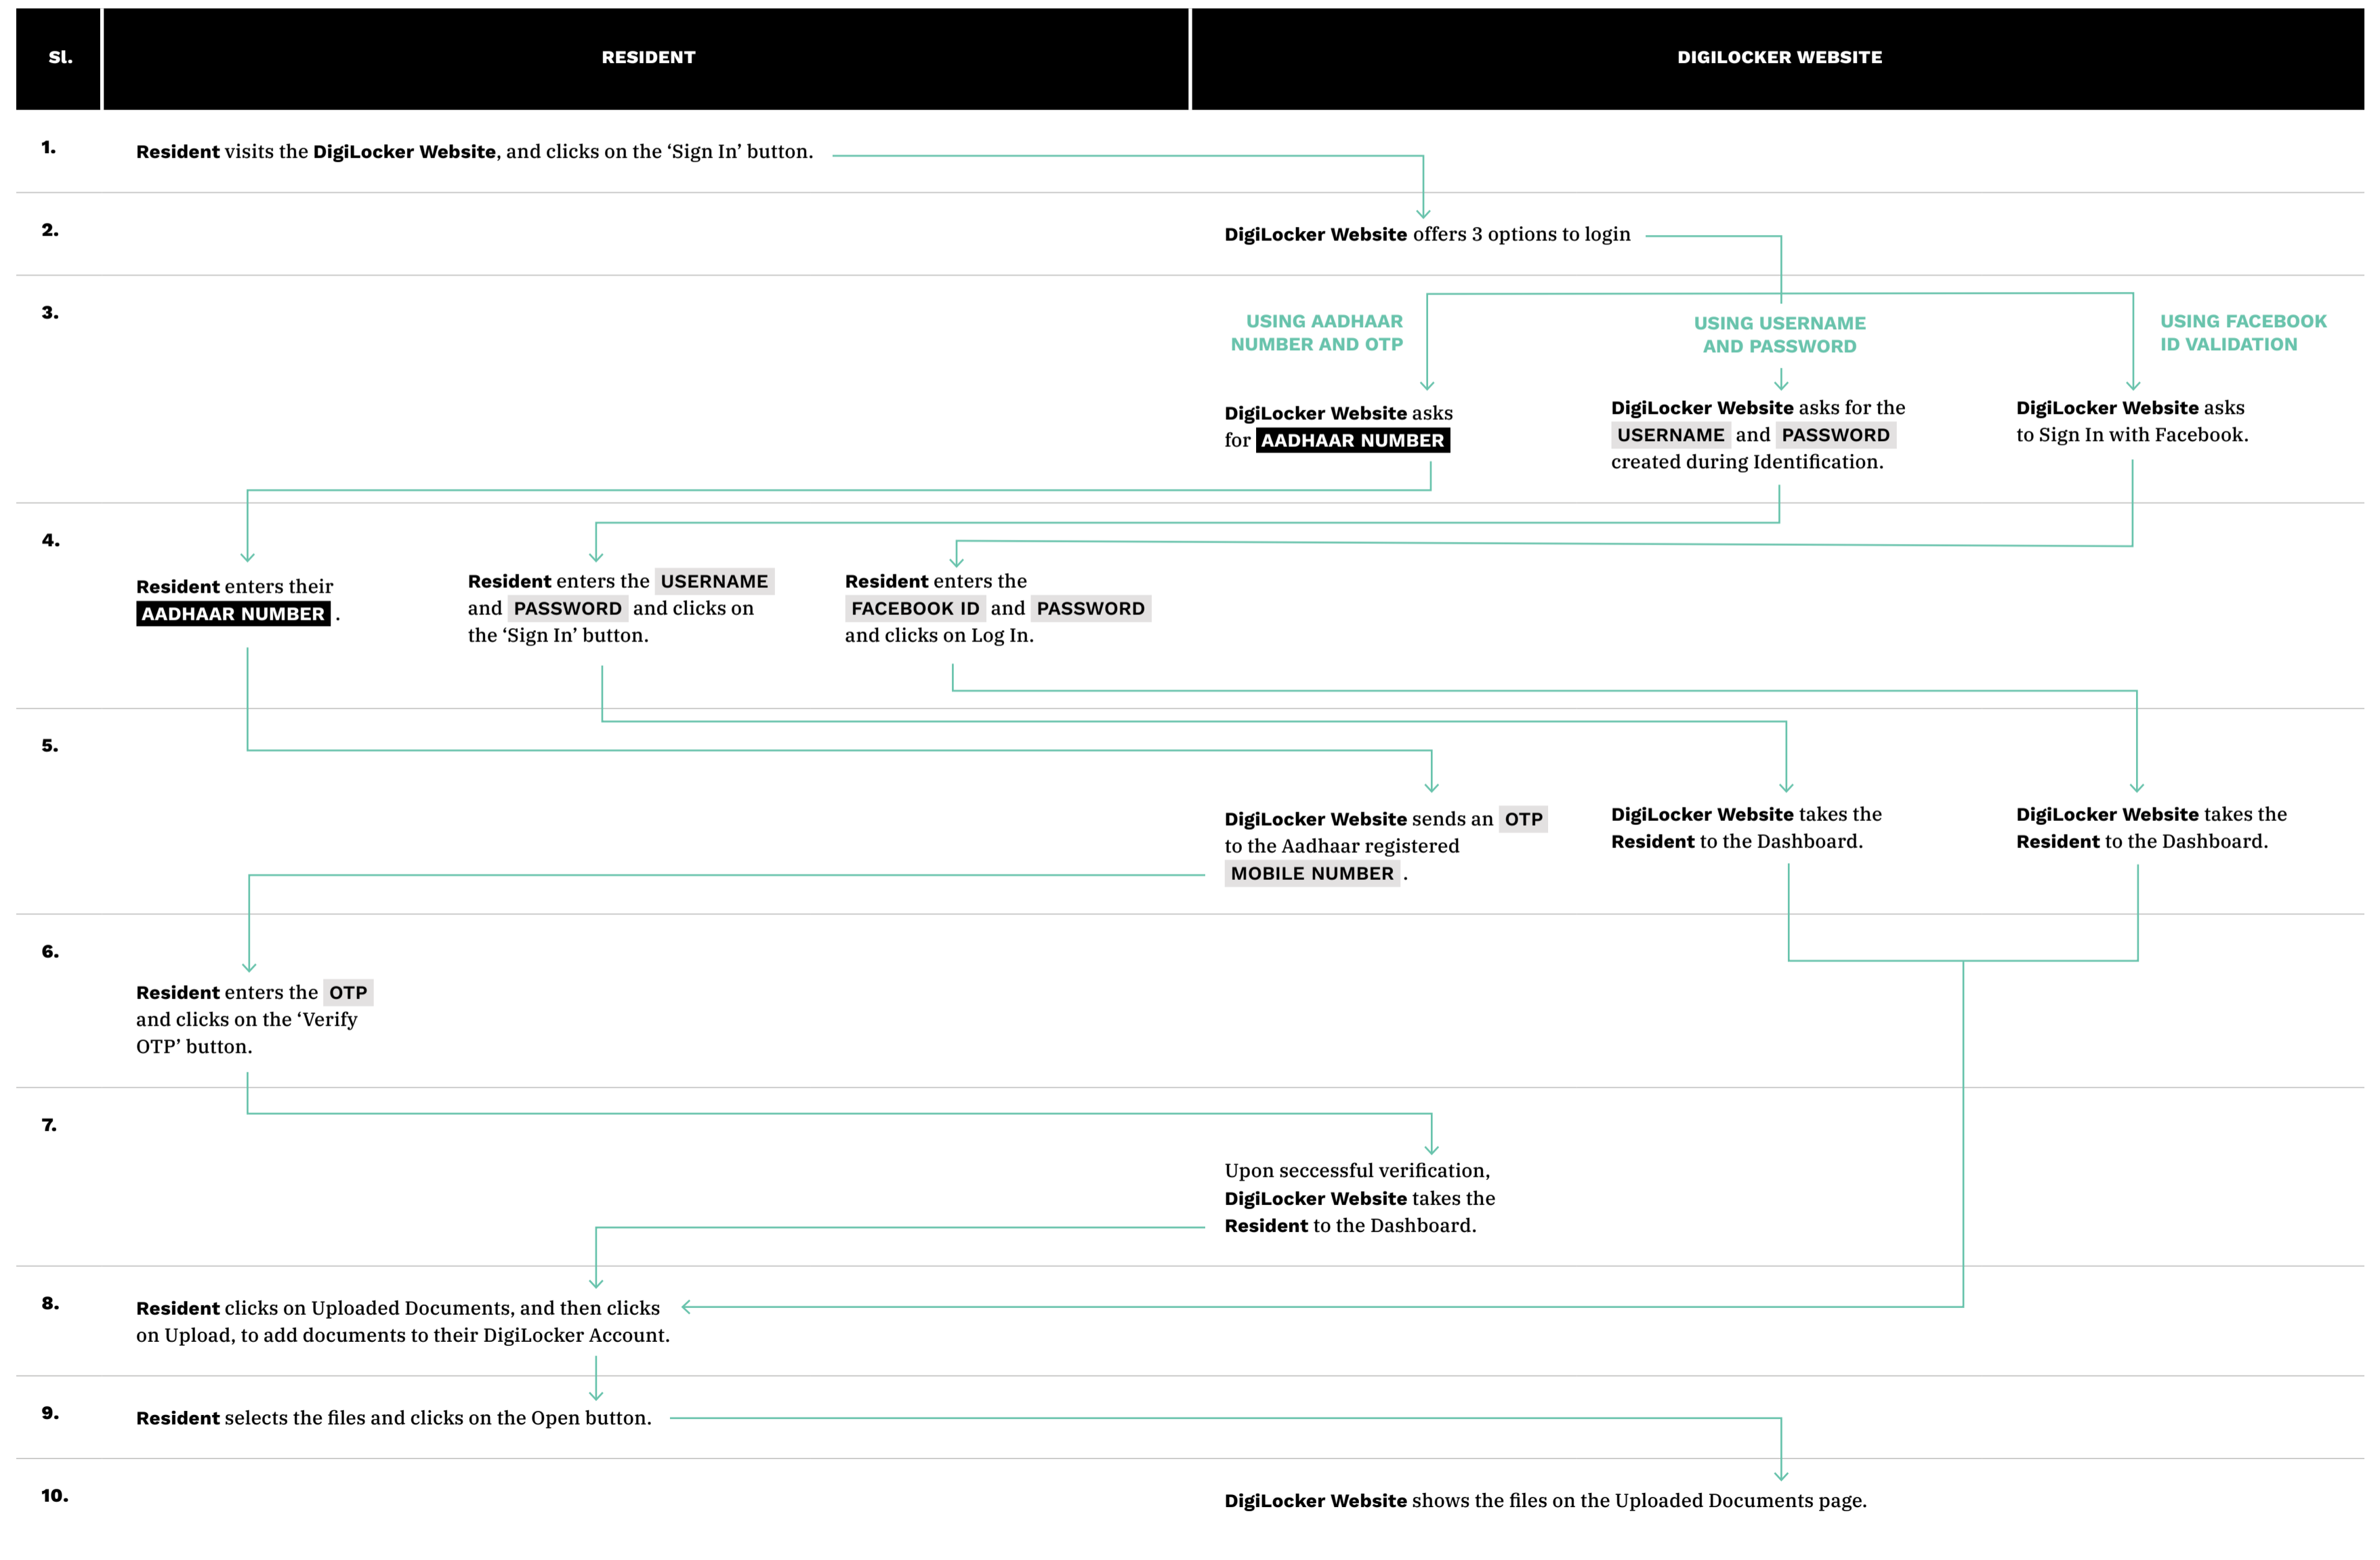 Sl.
RESIDENT
DIGILOCKER WEBSITE
1.
Resident visits the DigiLocker Website, and clicks on the ‘Sign In’ button.
2.
DigiLocker Website offers 3 options to login
3.
USING AADHAAR
NUMBER AND OTP
USING USERNAME
AND PASSWORD
USING FACEBOOK
ID VALIDATION
DigiLocker Website asks
for AADHAAR NUMBER
DigiLocker Website asks for the
USERNAME and PASSWORD
created during Identification.
DigiLocker Website asks
to Sign In with Facebook.
4.
Resident enters their
AADHAAR NUMBER .
Resident enters the USERNAME
and PASSWORD and clicks on
the ‘Sign In’ button.
Resident enters the
FACEBOOK ID and PASSWORD
and clicks on Log In.
5.
DigiLocker Website sends an OTP
to the Aadhaar registered
MOBILE NUMBER .
DigiLocker Website takes the
Resident to the Dashboard.
DigiLocker Website takes the
Resident to the Dashboard.
6.
Resident enters the OTP
and clicks on the ‘Verify
OTP’ button.
7.
Upon seccessful verification,
DigiLocker Website takes the
Resident to the Dashboard.
8.
Resident clicks on Uploaded Documents, and then clicks
on Upload, to add documents to their DigiLocker Account.
9.
Resident selects the files and clicks on the Open button.
10.
DigiLocker Website shows the files on the Uploaded Documents page.